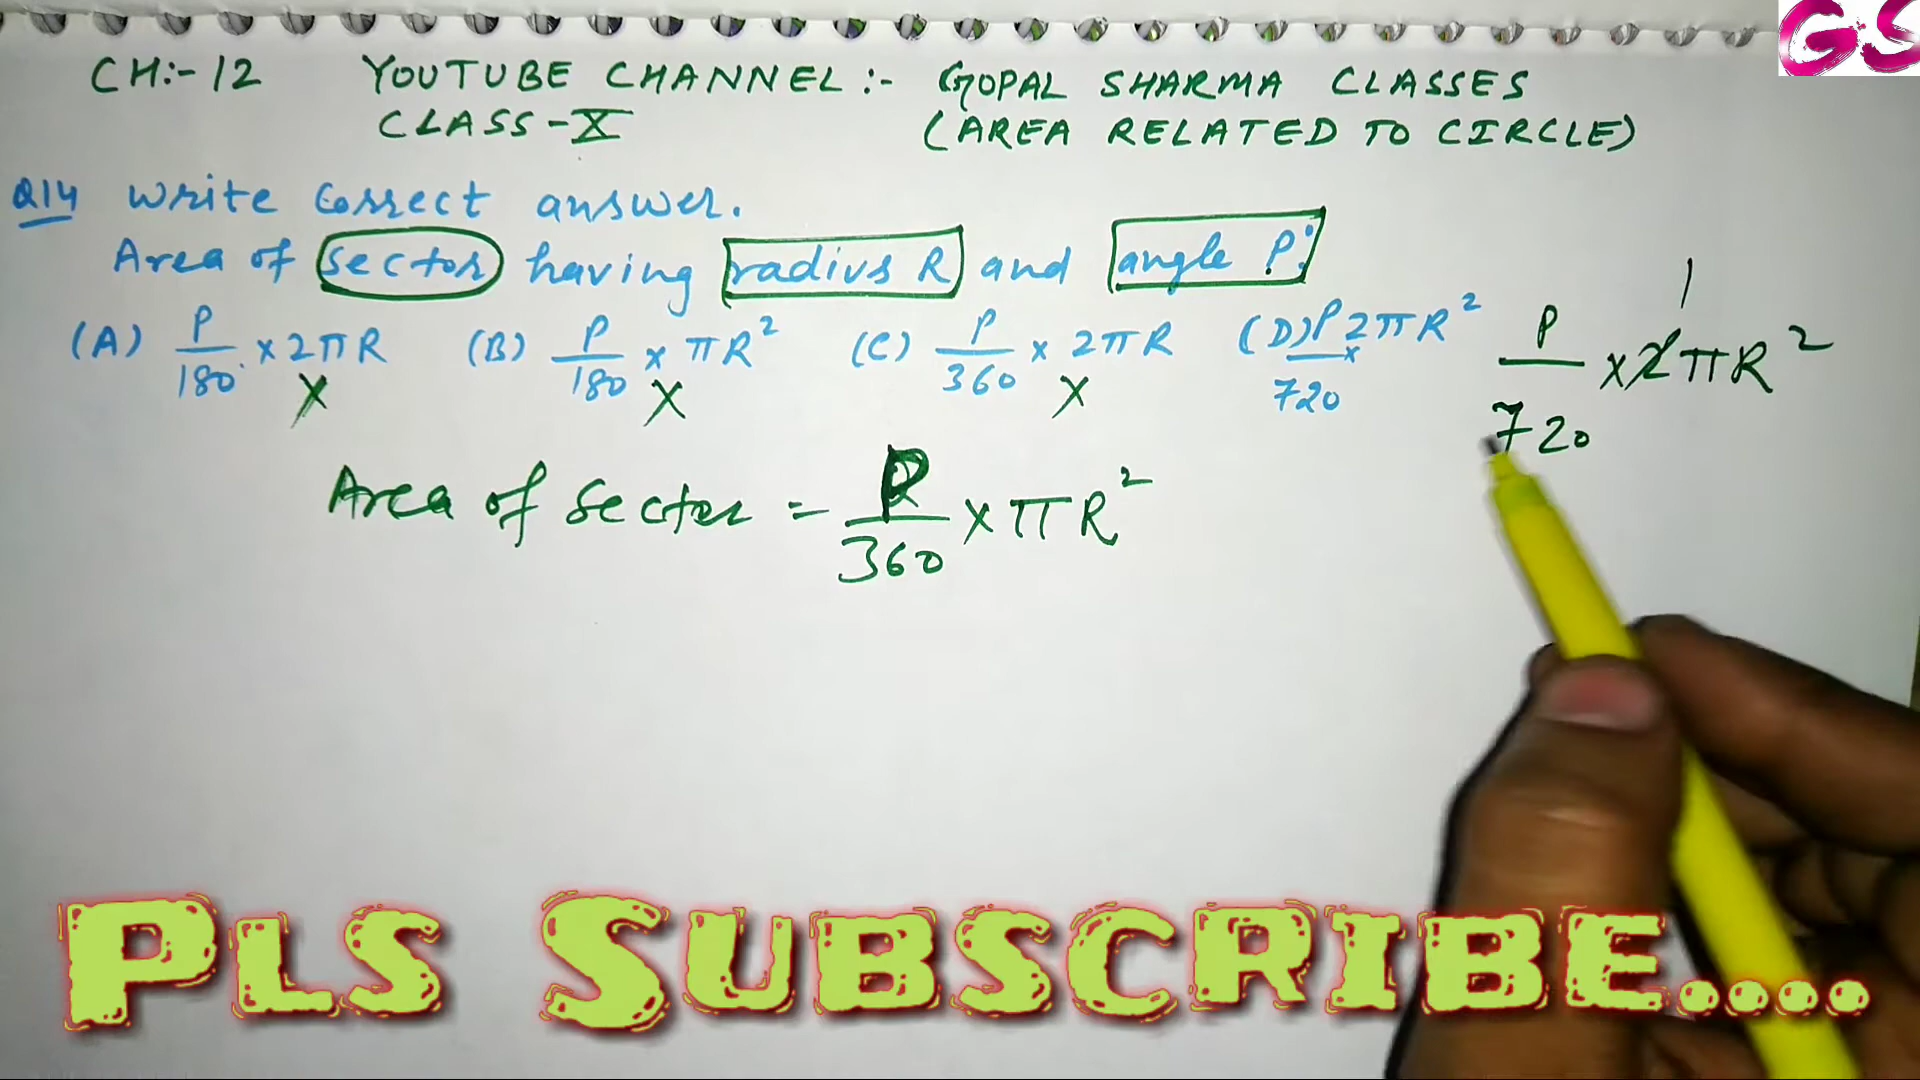 GS
CH:- 12 YOUTUBE CHANNEL :- GOPAL SHARMA CLASSES
CLASS-X (AREA RELATED TO CIRCLE)
Q14 Write Correct answer.
Area of sector having radius R and angle P:
(A) P/180 × 2πR (B) P/180 × πR² (C) P/360 × 2πR (D) P/720 × 2πR²
X X X
P/720 × 2πR² 1
Area of Sector = P/360 × πR²
PLS SUBSCRIBE....